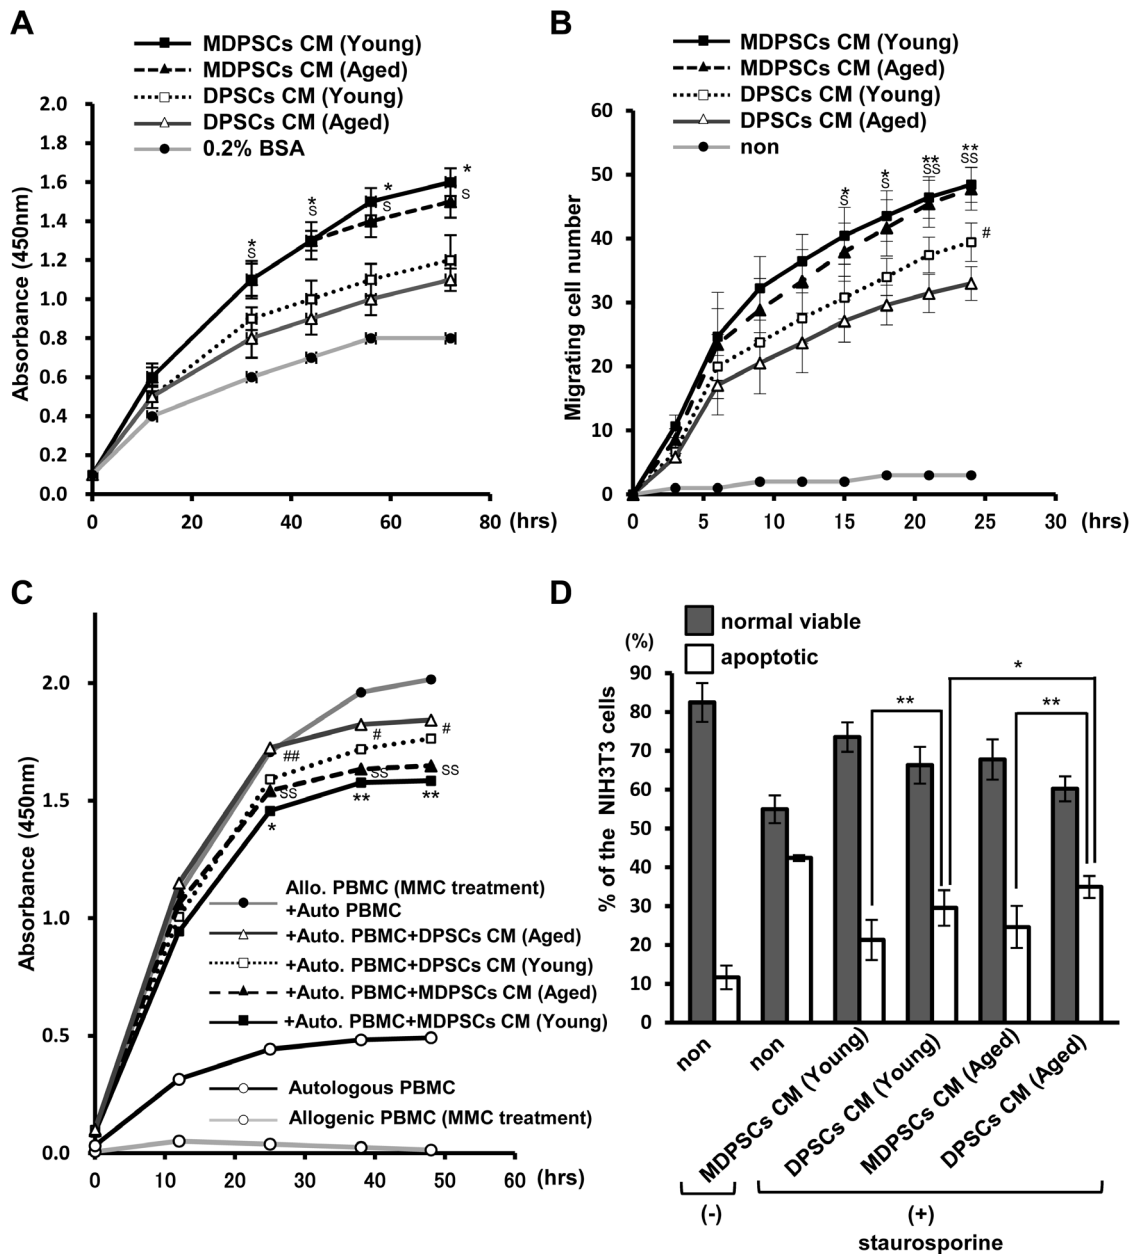 A
MDPSCs CM (Young)
MDPSCs CM (Aged)
DPSCs CM (Young)
DPSCs CM (Aged)
0.2% BSA
Absorbance (450nm)
2.0
1.8
1.6
1.4
1.2
1.0
0.8
0.6
0.4
0.2
0.0
*
S
*
S
*
S
*
S
0
20
40
60
80
(hrs)
B
MDPSCs CM (Young)
MDPSCs CM (Aged)
DPSCs CM (Young)
DPSCs CM (Aged)
non
Migrating cell number
60
50
40
30
20
10
0
*
S
*
S
**
SS
**
SS
#
0
5
10
15
20
25
30
(hrs)
C
Absorbance (450nm)
2.0
1.5
1.0
0.5
0.0
##
#
#
SS
SS
SS
*
**
**
Allo. PBMC (MMC treatment)
+Auto PBMC
+Auto. PBMC+DPSCs CM (Aged)
+Auto. PBMC+DPSCs CM (Young)
+Auto. PBMC+MDPSCs CM (Aged)
+Auto. PBMC+MDPSCs CM (Young)
Autologous PBMC
Allogenic PBMC (MMC treatment)
0
10
20
30
40
50
60
(hrs)
D
normal viable
apoptotic
(%)
% of the NIH3T3 cells
90
80
70
60
50
40
30
20
10
0
**
*
**
non
non
MDPSCs CM (Young)
DPSCs CM (Young)
MDPSCs CM (Aged)
DPSCs CM (Aged)
(-)
(+)
staurosporine